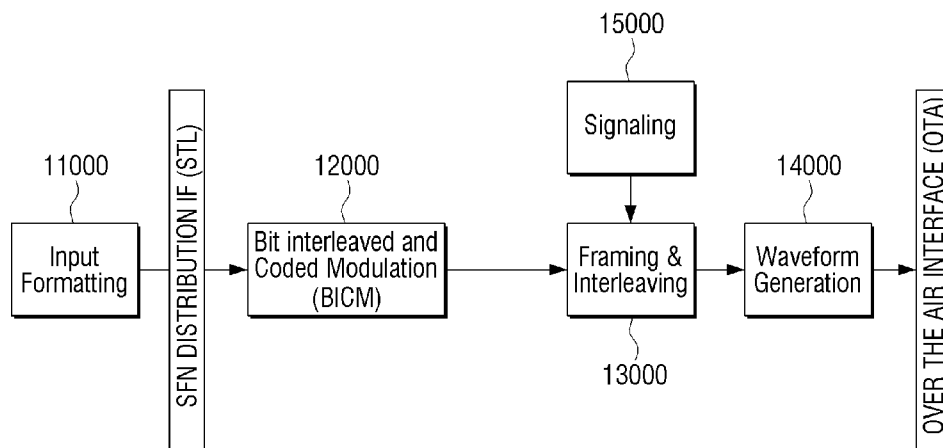 15000
Signaling
11000
Input
Formatting
SFN DISTRIBUTION IF (STL)
12000
Bit interleaved and
Coded Modulation
(BICM)
Framing &
Interleaving
13000
14000
Waveform
Generation
OVER THE AIR INTERFACE (OTA)